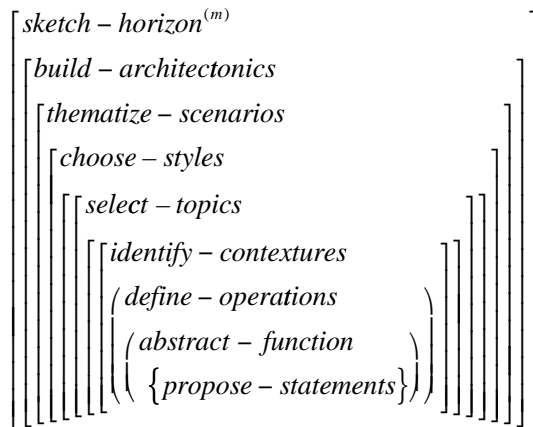 sketch – horizon^(m)
build – architectonics
thematize – scenarios
choose – styles
select – topics
identify – contextures
define – operations
abstract – function
{propose – statements}